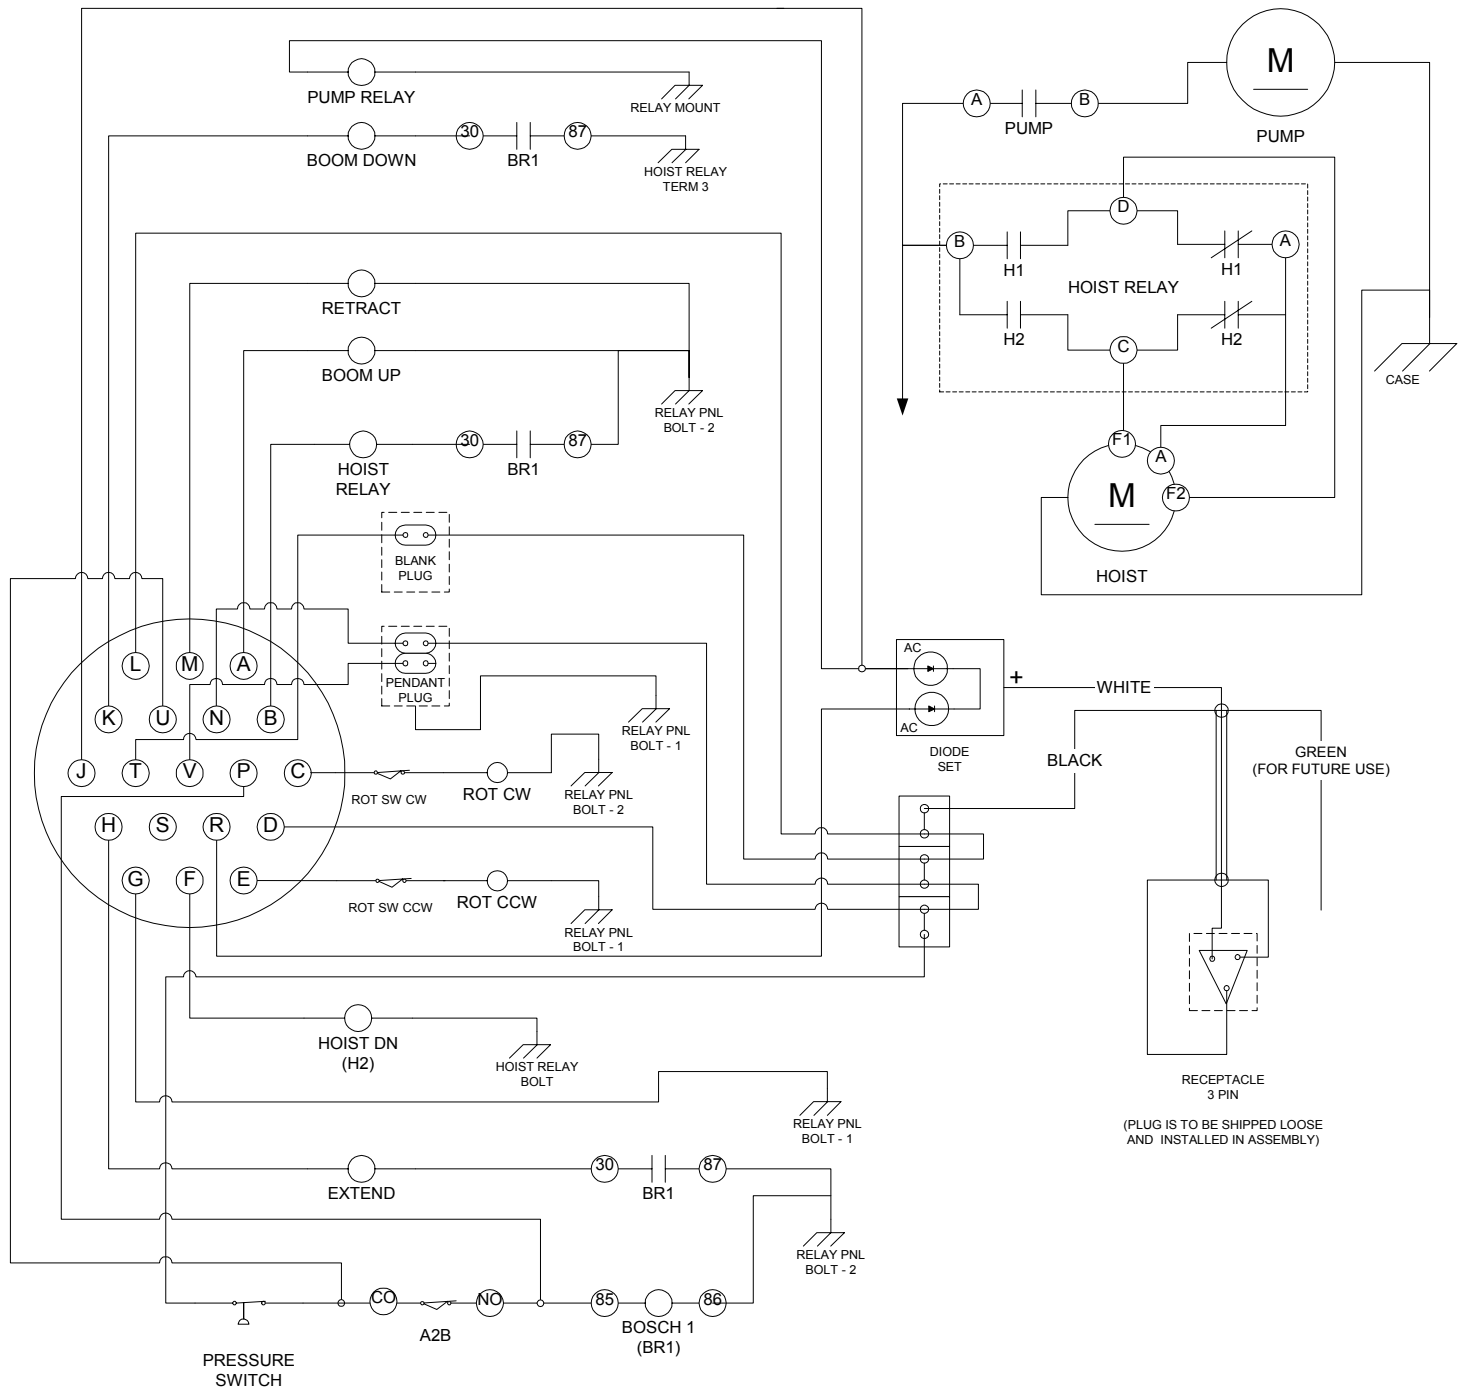 PUMP RELAY
RELAY MOUNT
BOOM DOWN
30
BR1
87
HOIST RELAY
TERM 3
RETRACT
BOOM UP
RELAY PNL
BOLT - 2
HOIST
RELAY
30
BR1
87
BLANK
PLUG
PENDANT
PLUG
RELAY PNL
BOLT - 1
L
M
A
K
U
N
B
J
T
V
P
C
H
S
R
D
G
F
E
ROT SW CW
ROT CW
RELAY PNL
BOLT - 2
ROT SW CCW
ROT CCW
RELAY PNL
BOLT - 1
HOIST DN
(H2)
HOIST RELAY
BOLT
RELAY PNL
BOLT - 1
EXTEND
30
BR1
87
RELAY PNL
BOLT - 2
PRESSURE
SWITCH
CO
A2B
NO
85
BOSCH 1
(BR1)
86
A
PUMP
B
M
PUMP
D
B
H1
H1
A
HOIST RELAY
H2
H2
C
CASE
F1
A
F2
M
HOIST
AC
AC
+
DIODE
SET
WHITE
BLACK
GREEN
(FOR FUTURE USE)
RECEPTACLE
3 PIN
(PLUG IS TO BE SHIPPED LOOSE
AND INSTALLED IN ASSEMBLY)